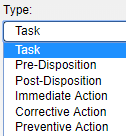 Type:
Task
Task
Pre-Disposition
Post-Disposition
Immediate Action
Corrective Action
Preventive Action